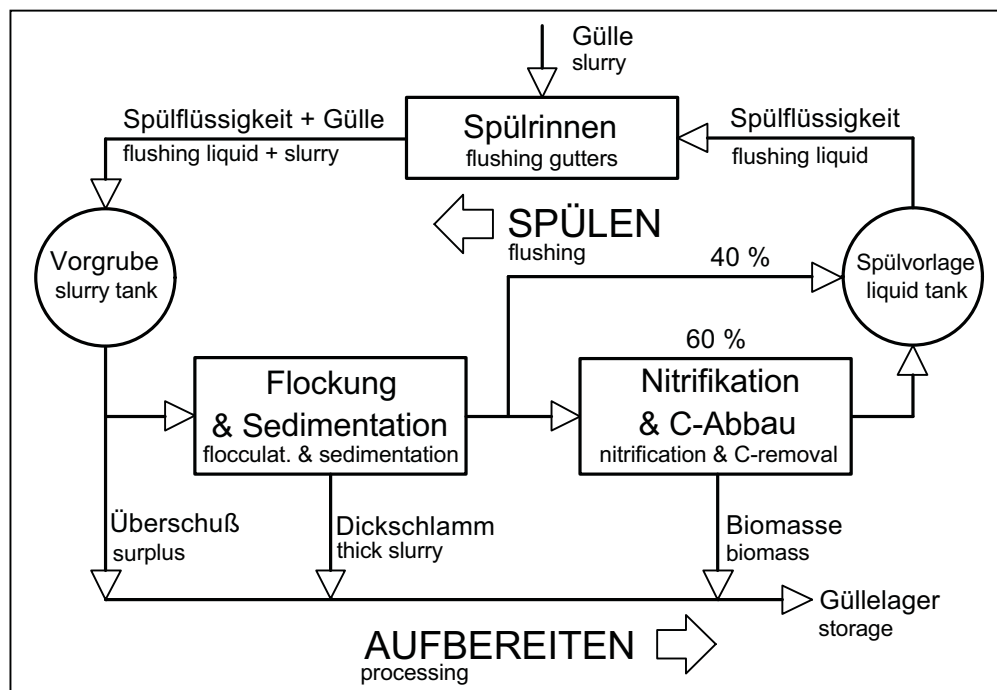 Gülle
slurry
Spülflüssigkeit + Gülle
flushing liquid + slurry
Spülrinnen
flushing gutters
Spülflüssigkeit
flushing liquid
SPÜLEN
flushing
Vorgrube
slurry tank
40 %
Spülvorlage
liquid tank
60 %
Flockung
& Sedimentation
flocculat. & sedimentation
Nitrifikation
& C-Abbau
nitrification & C-removal
Überschuß
surplus
Dickschlamm
thick slurry
Biomasse
biomass
Güllelager
storage
AUFBEREITEN
processing